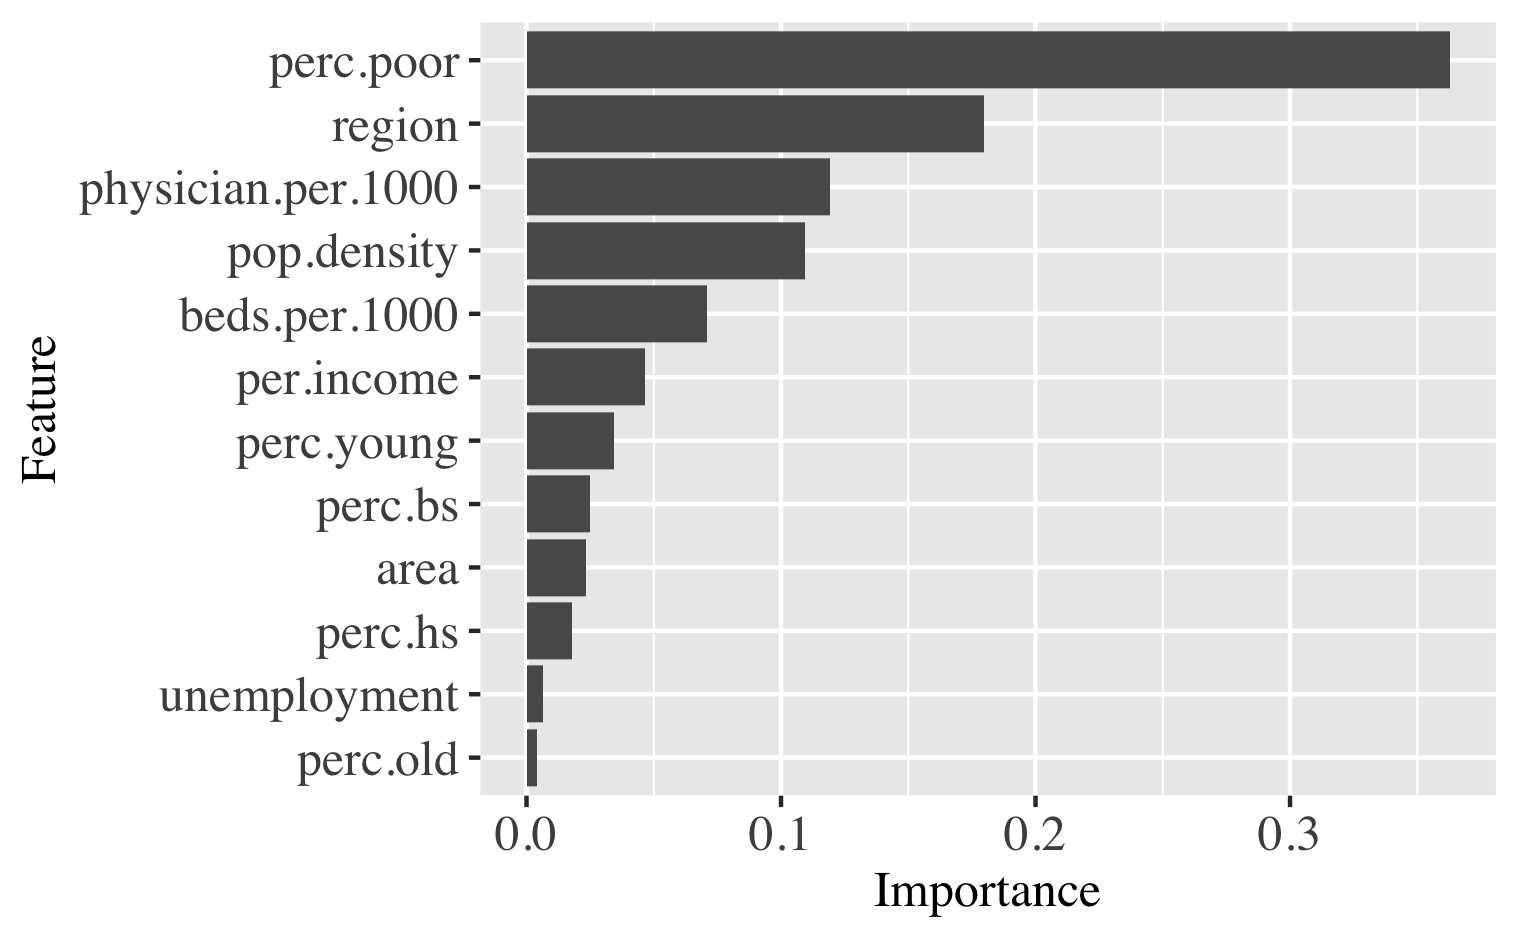 perc.poor
region
physician.per.1000
pop.density
beds.per.1000
per.income
perc.young
perc.bs
area
perc.hs
unemployment
perc.old
Feature
0.0 0.1 0.2 0.3
Importance